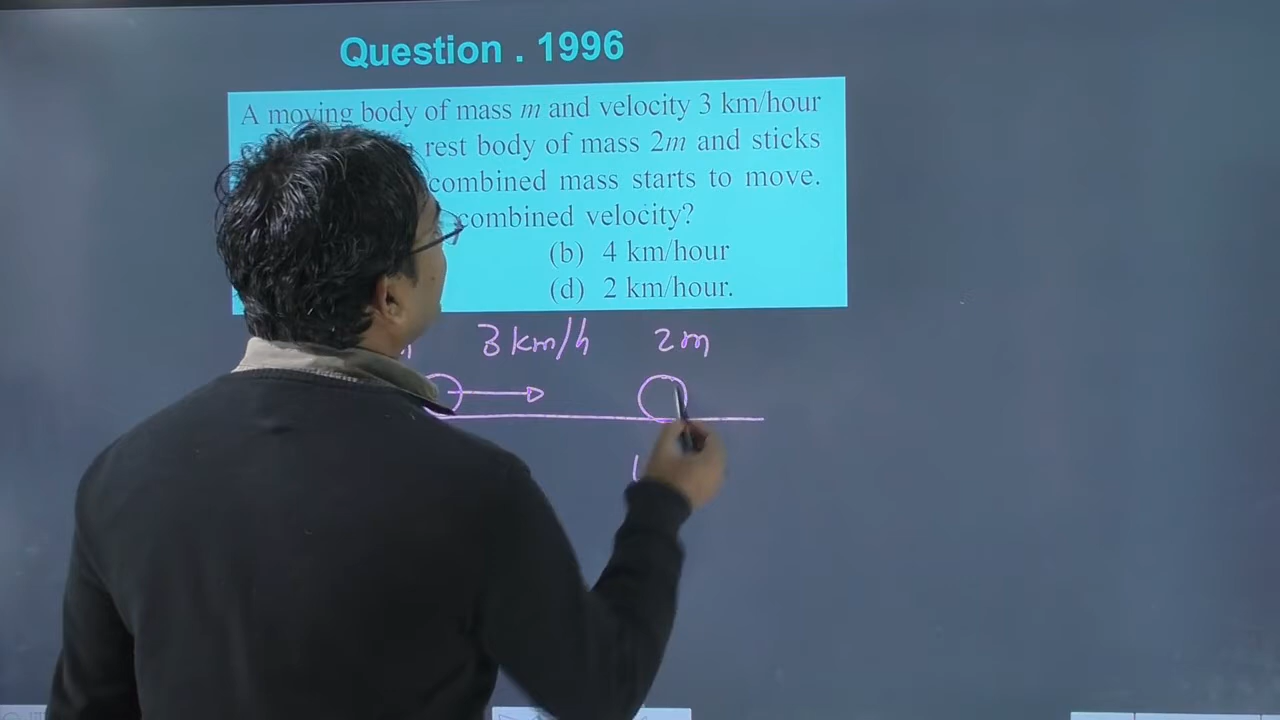 Question . 1996
A moving body of mass m and velocity 3 km/hour
rest body of mass 2m and sticks
combined mass starts to move.
combined velocity?
(b) 4 km/hour
(d) 2 km/hour.
3 km/h 2m